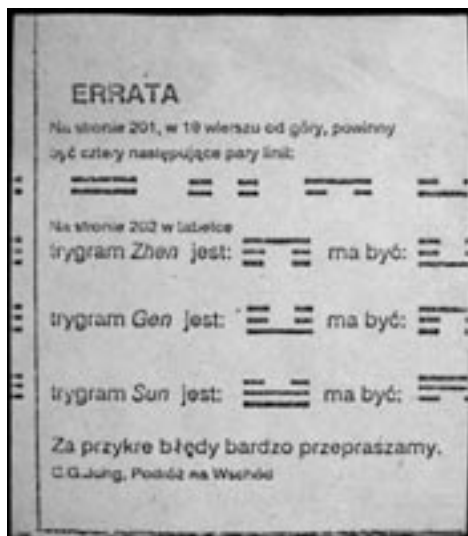 ERRATA
Na stronie 201, w 19 wierszu od góry, powinny
być cztery następujące pary linii:
Na stronie 202 w tabelce
trygram Zhen jest: ma być:
trygram Gen jest: ma być:
trygram Sun jest: ma być:
Za przykre błędy bardzo przepraszamy.
C.G.Jung, Podróż na Wschód